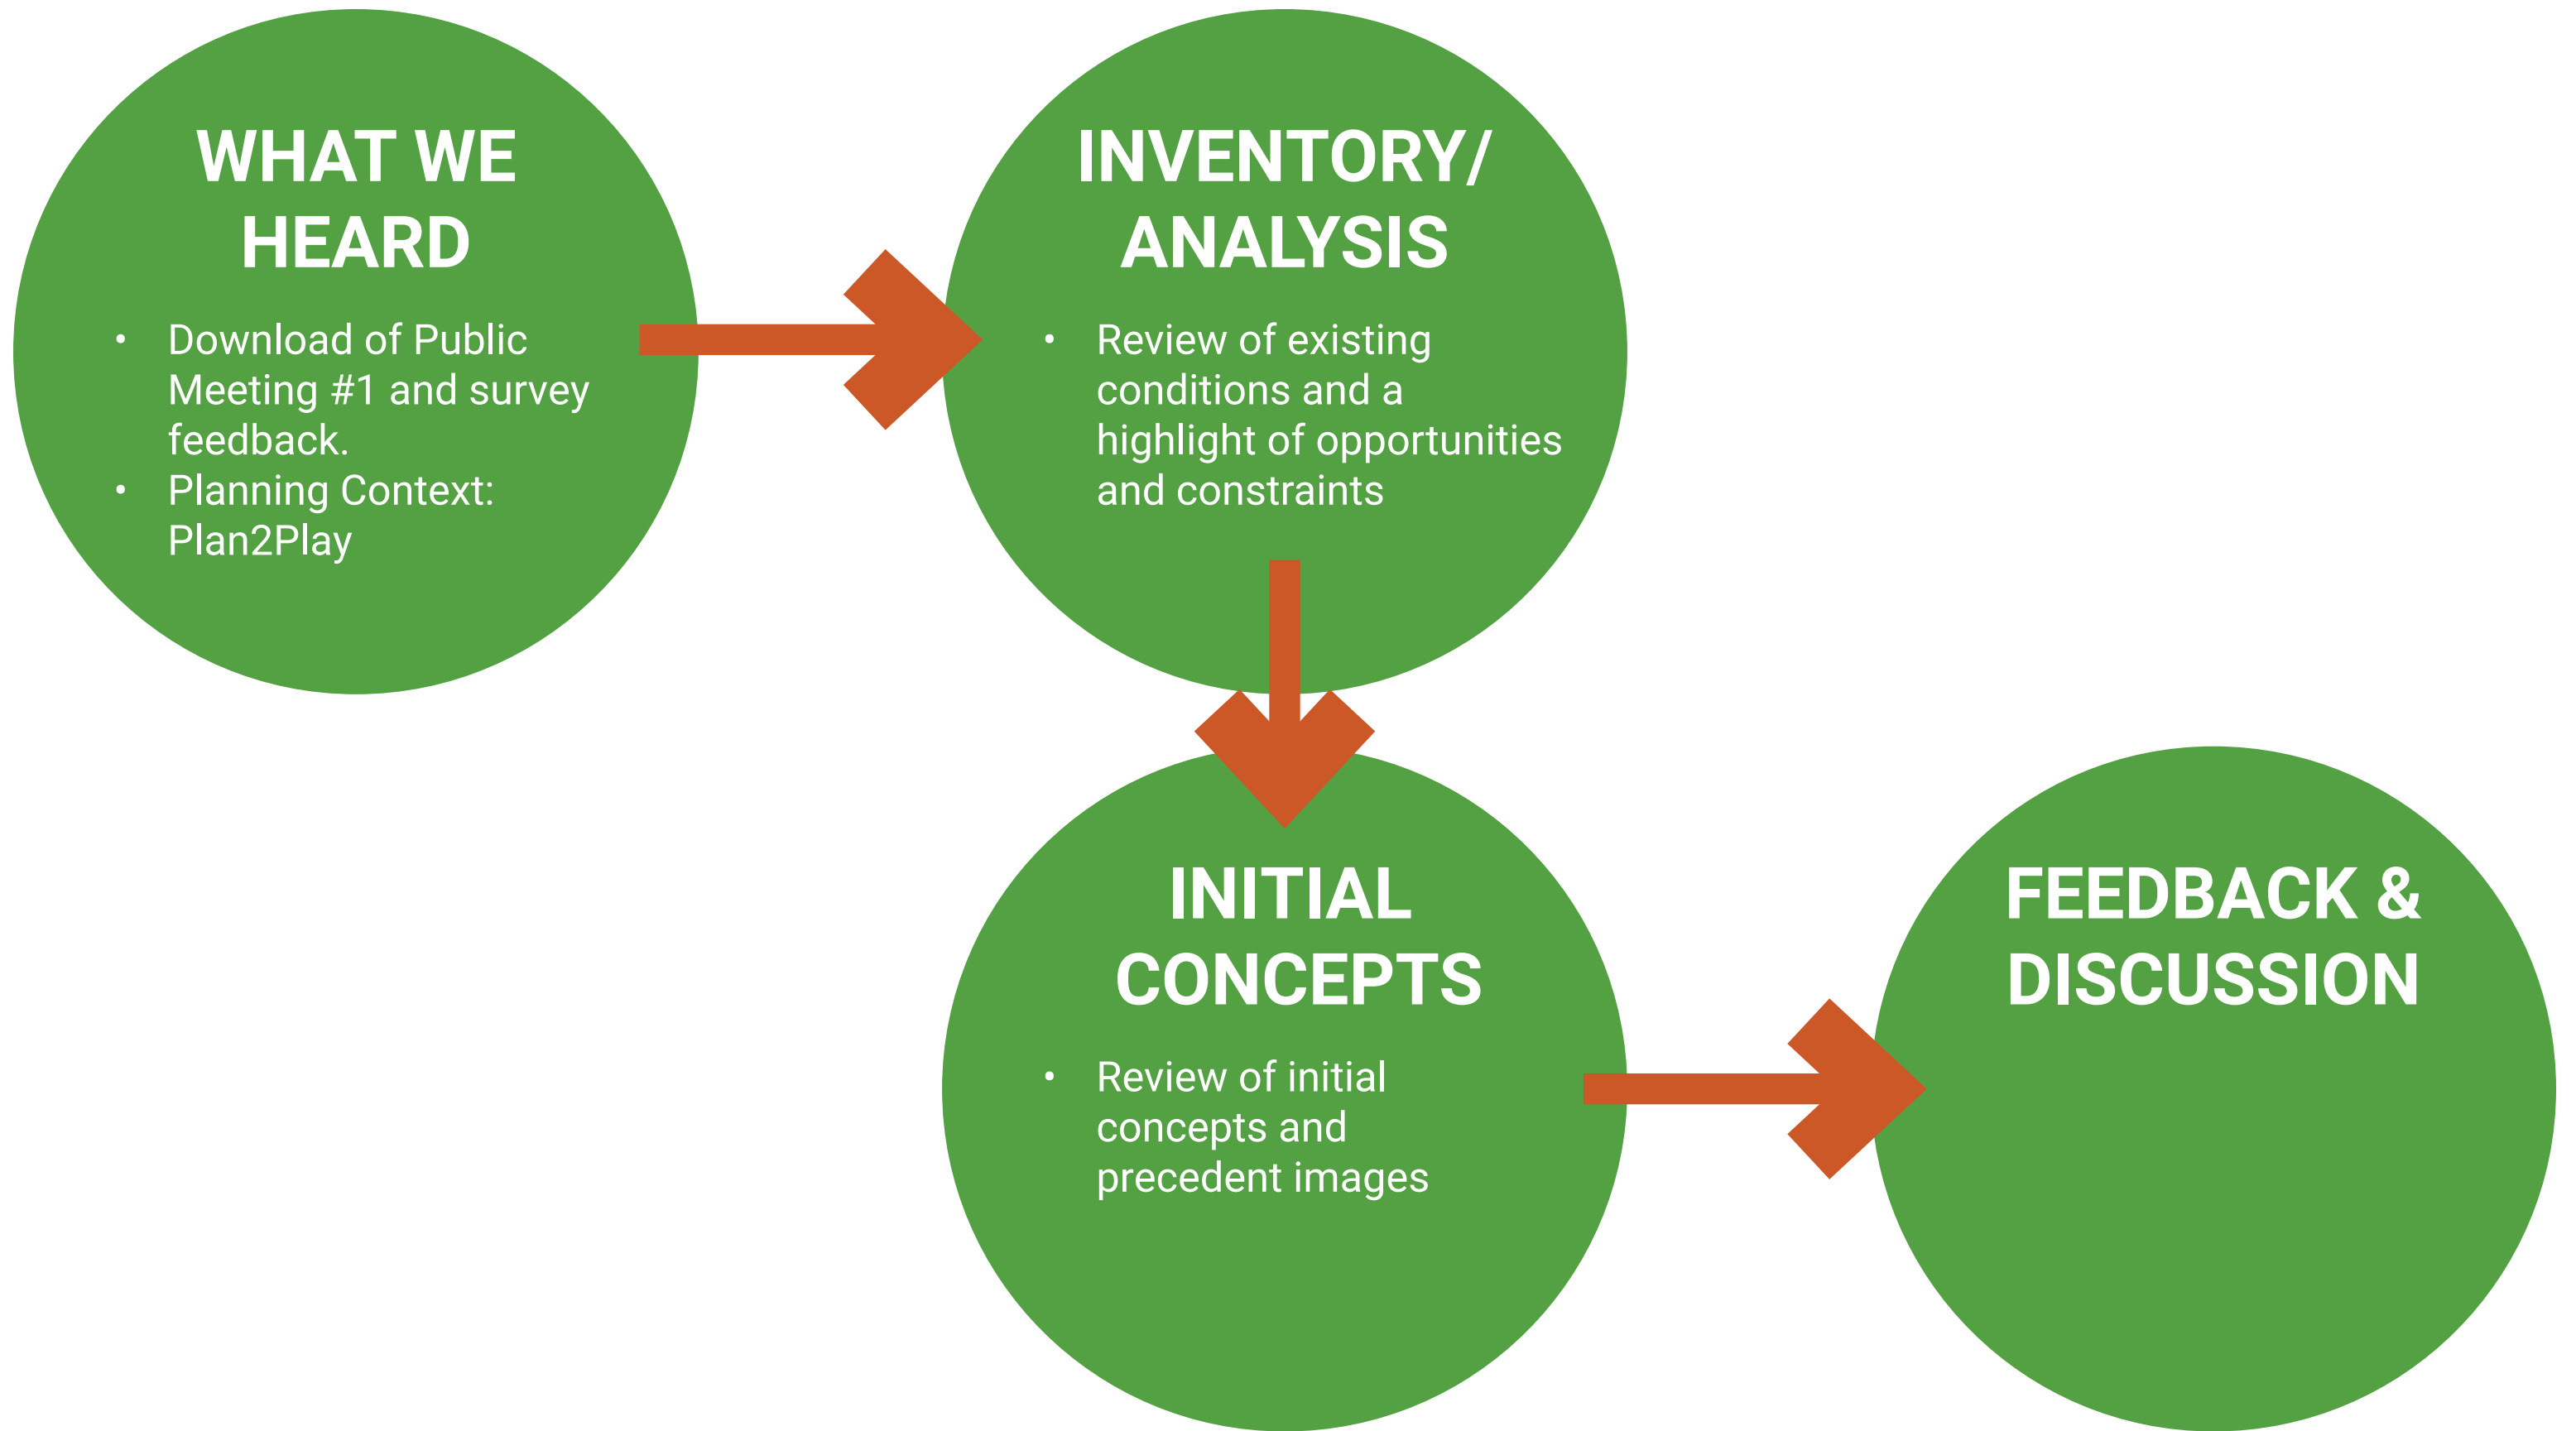 WHAT WE
HEARD
• Download of Public
Meeting #1 and survey
feedback.
• Planning Context:
Plan2Play
INVENTORY/
ANALYSIS
• Review of existing
conditions and a
highlight of opportunities
and constraints
INITIAL
CONCEPTS
• Review of initial
concepts and
precedent images
FEEDBACK &
DISCUSSION